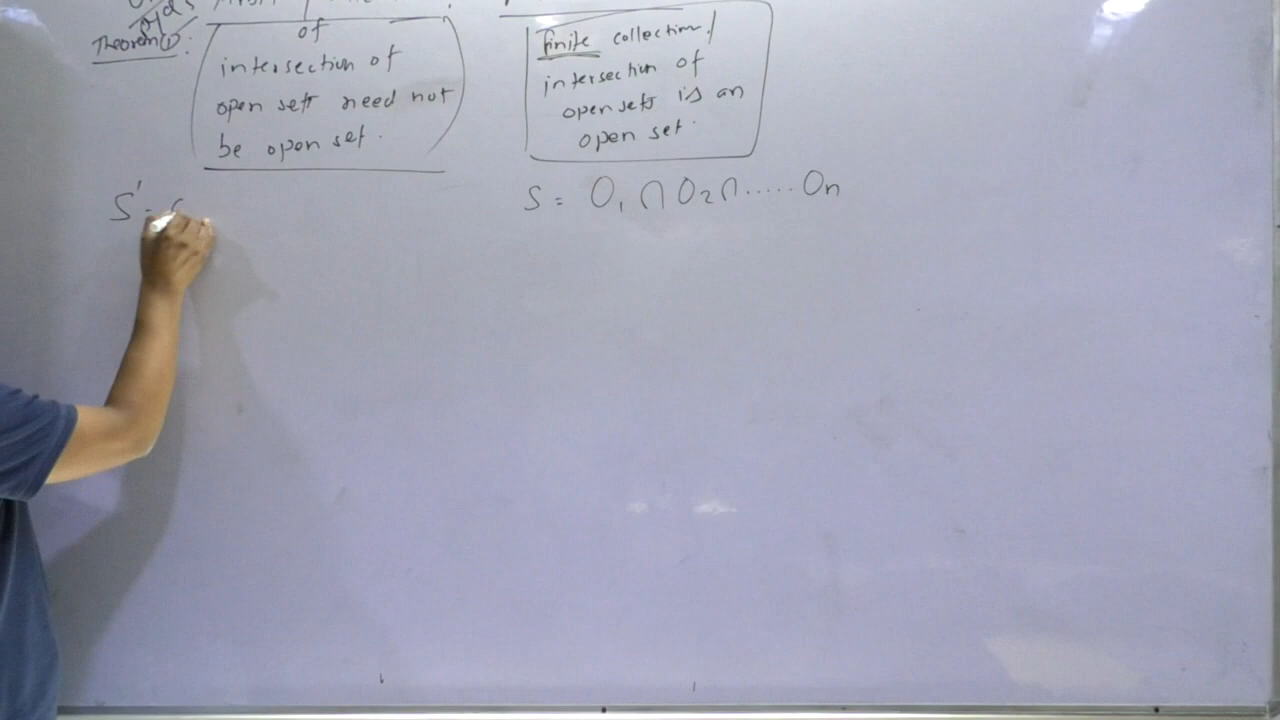 Theorem①:
of
intersection of
open sets need not
be open set.
finite collection/
intersection of
open sets is an
open set.
S = O₁ ∩ O₂ ∩ ..... Oₙ
S' =